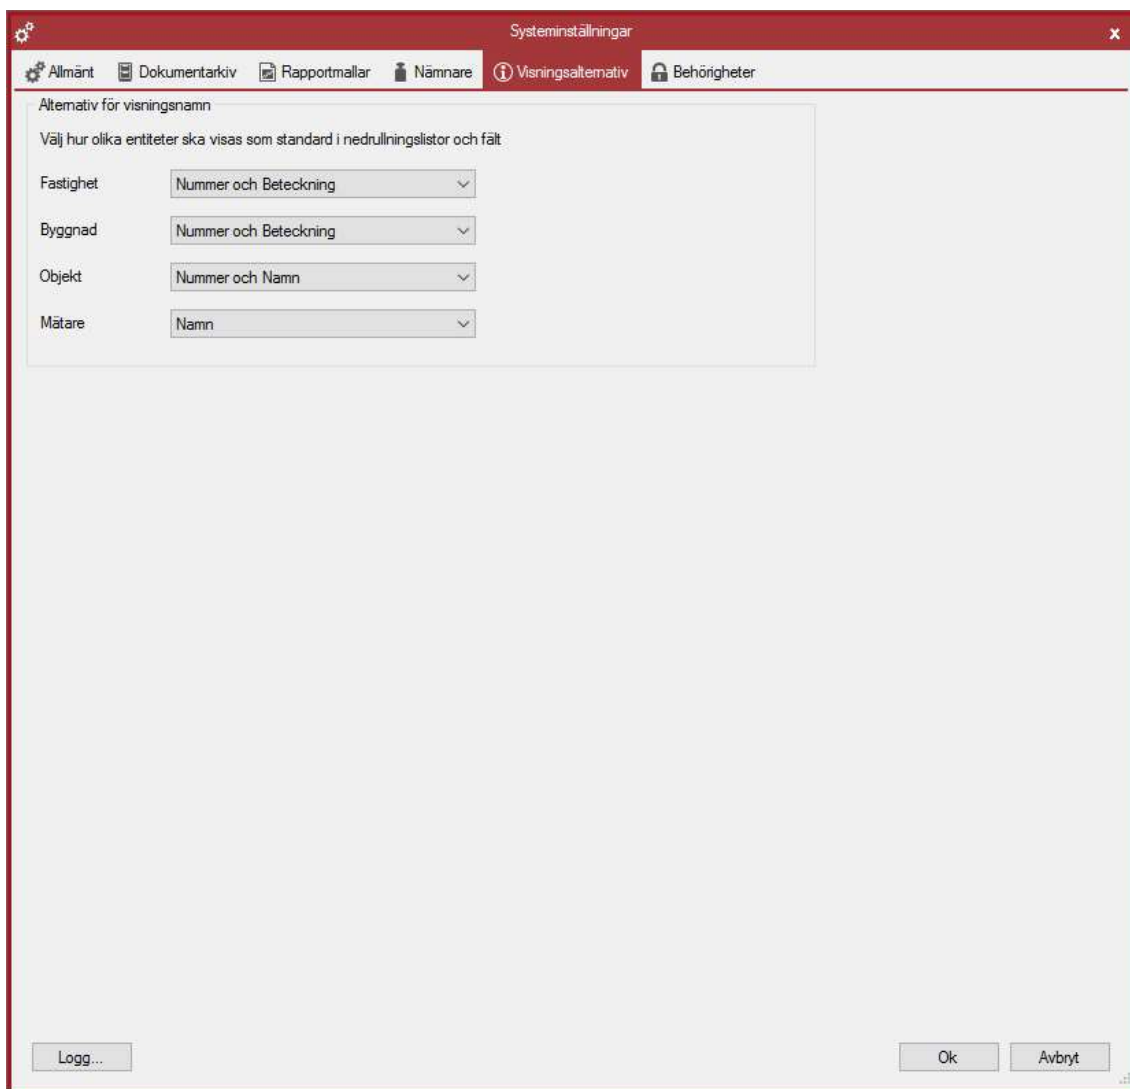 Systeminställningar
x
Allmänt Dokumentarkiv Rapportmallar Nämnare Visningsalternativ Behörigheter
Alternativ för visningsnamn
Välj hur olika entiteter ska visas som standard i nedrullningslistor och fält
Fastighet Nummer och Beteckning
Byggnad Nummer och Beteckning
Objekt Nummer och Namn
Mätare Namn
Logg... Ok Avbryt